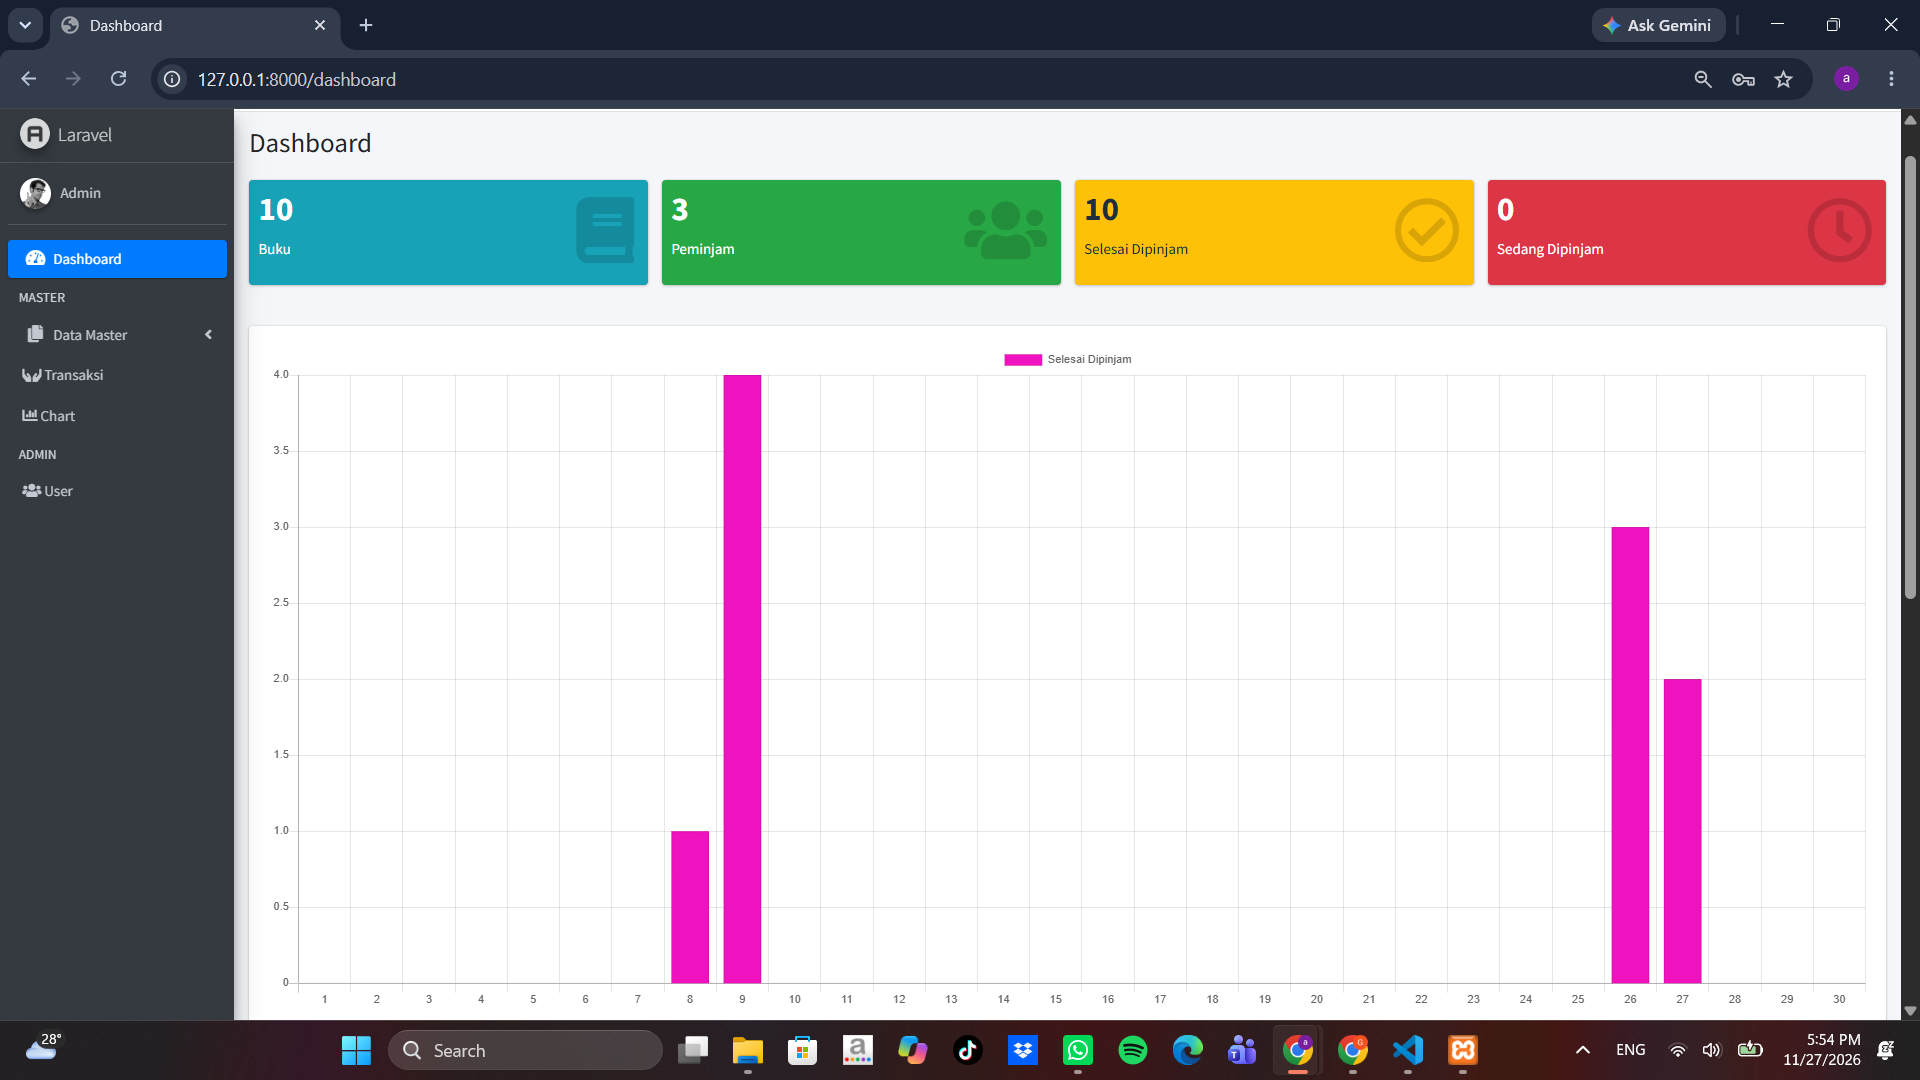 Dashboard
Ask Gemini
127.0.0.1:8000/dashboard
a
Laravel
Admin
Dashboard
MASTER
Data Master
Transaksi
Chart
ADMIN
User
Dashboard
10
Buku
3
Peminjam
10
Selesai Dipinjam
0
Sedang Dipinjam
Selesai Dipinjam
4.0
3.5
3.0
2.5
2.0
1.5
1.0
0.5
0
1 2 3 4 5 6 7 8 9 10 11 12 13 14 15 16 17 18 19 20 21 22 23 24 25 26 27 28 29 30
28°
Search
ENG
5:54 PM
11/27/2026